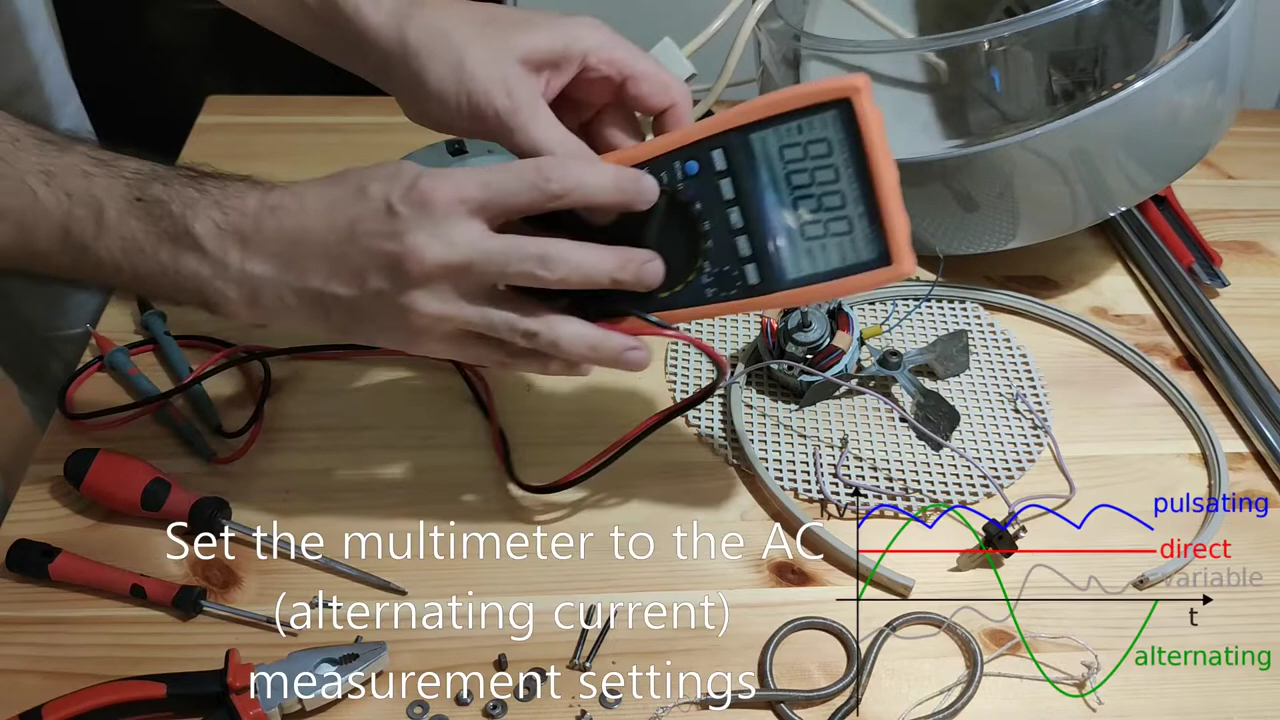 Set the multimeter to the AC
(alternating current)
measurement settings
pulsating
direct
variable
t
alternating